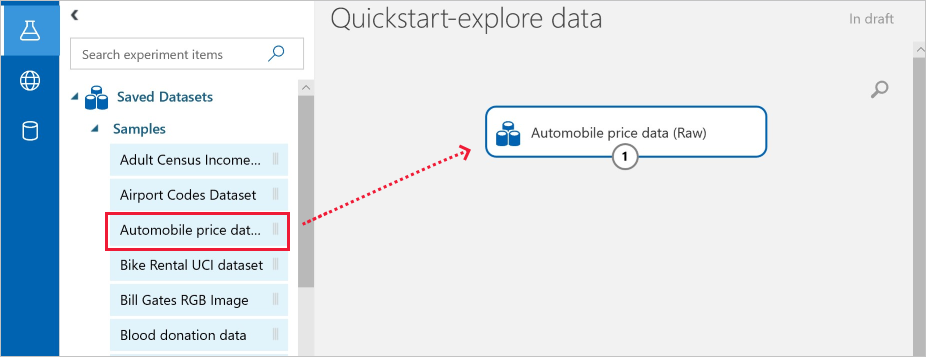 Quickstart-explore data
In draft
Search experiment items
Saved Datasets
Samples
Adult Census Income...
Airport Codes Dataset
Automobile price dat...
Bike Rental UCI dataset
Bill Gates RGB Image
Blood donation data
Automobile price data (Raw)
1